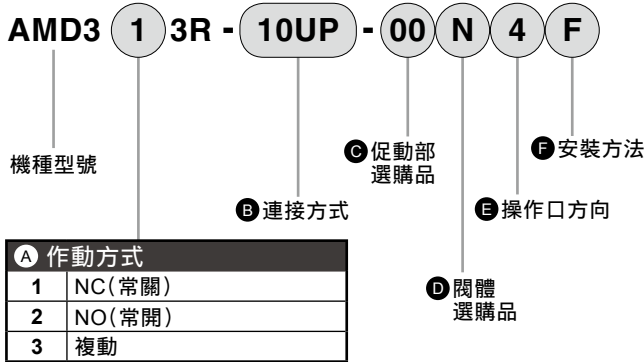 AMD3 1 3R - 10UP - 00 N 4 F
機種型號
C 促動部
選購品
F 安裝方法
B 連接方式
E 操作口方向
A 作動方式
1 NC(常關)
2 NO(常開)
3 複動
D 閥體
選購品